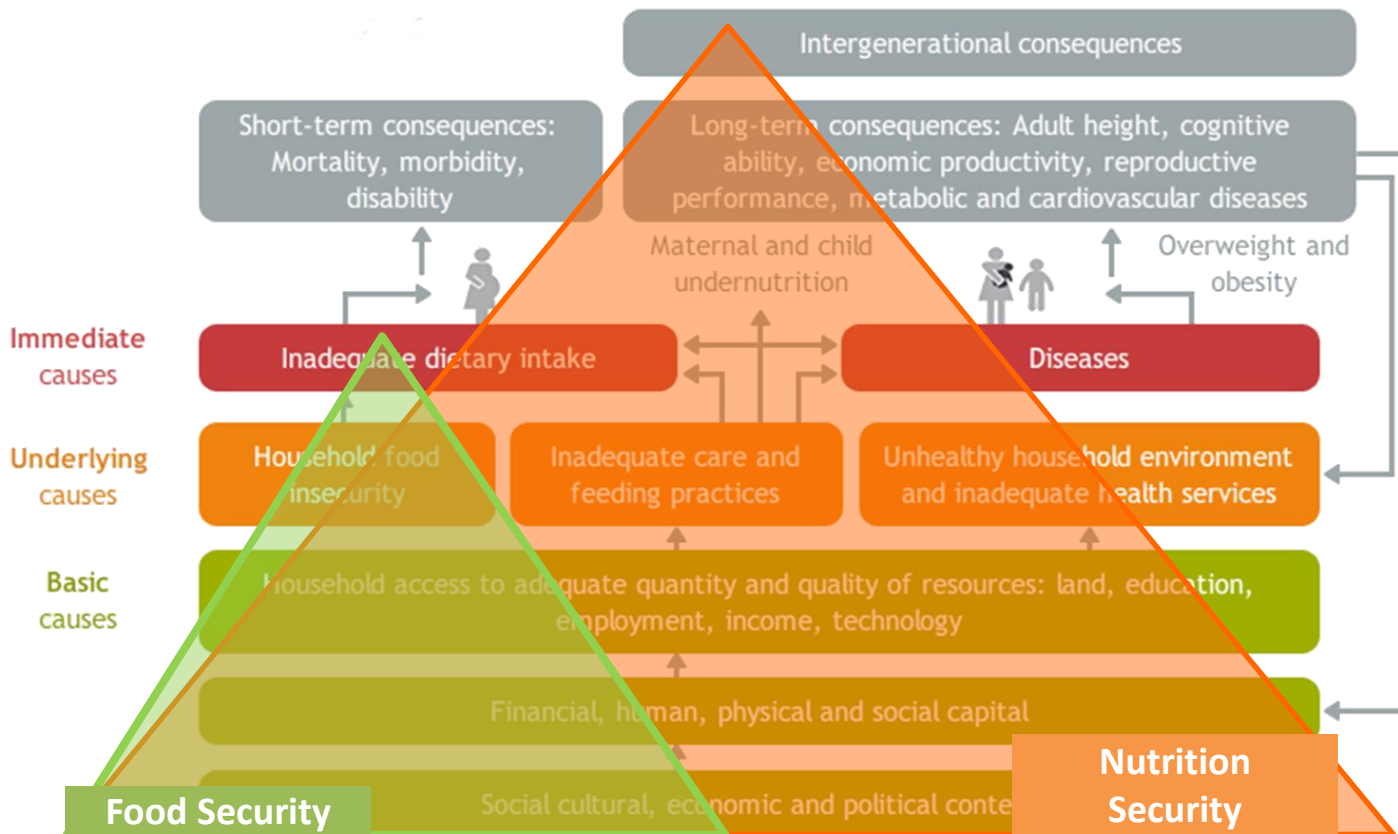 Intergenerational consequences
Short-term consequences:
Mortality, morbidity,
disability
Long-term consequences: Adult height, cognitive
ability, economic productivity, reproductive
performance, metabolic and cardiovascular diseases
Maternal and child
undernutrition
Overweight and
obesity
Immediate
causes
Inadequate dietary intake
Diseases
Underlying
causes
Household food
insecurity
Inadequate care and
feeding practices
Unhealthy household environment
and inadequate health services
Basic
causes
Household access to adequate quantity and quality of resources: land, education,
employment, income, technology
Financial, human, physical and social capital
Social cultural, economic and political
Food Security
Nutrition
Security